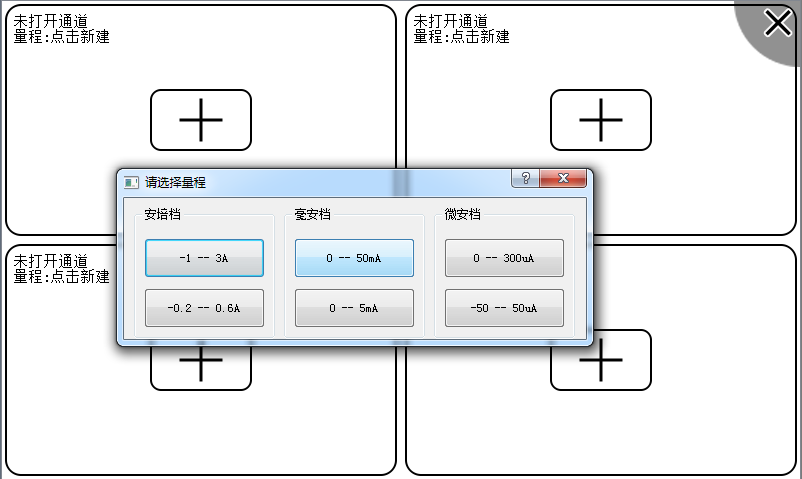 未打开通道
量程:点击新建
未打开通道
量程:点击新建
请选择量程
安培档
毫安档
微安档
-1 -- 3A
0 -- 50mA
0 -- 300uA
-0.2 -- 0.6A
0 -- 5mA
-50 -- 50uA
未打开通道
量程:点击新建